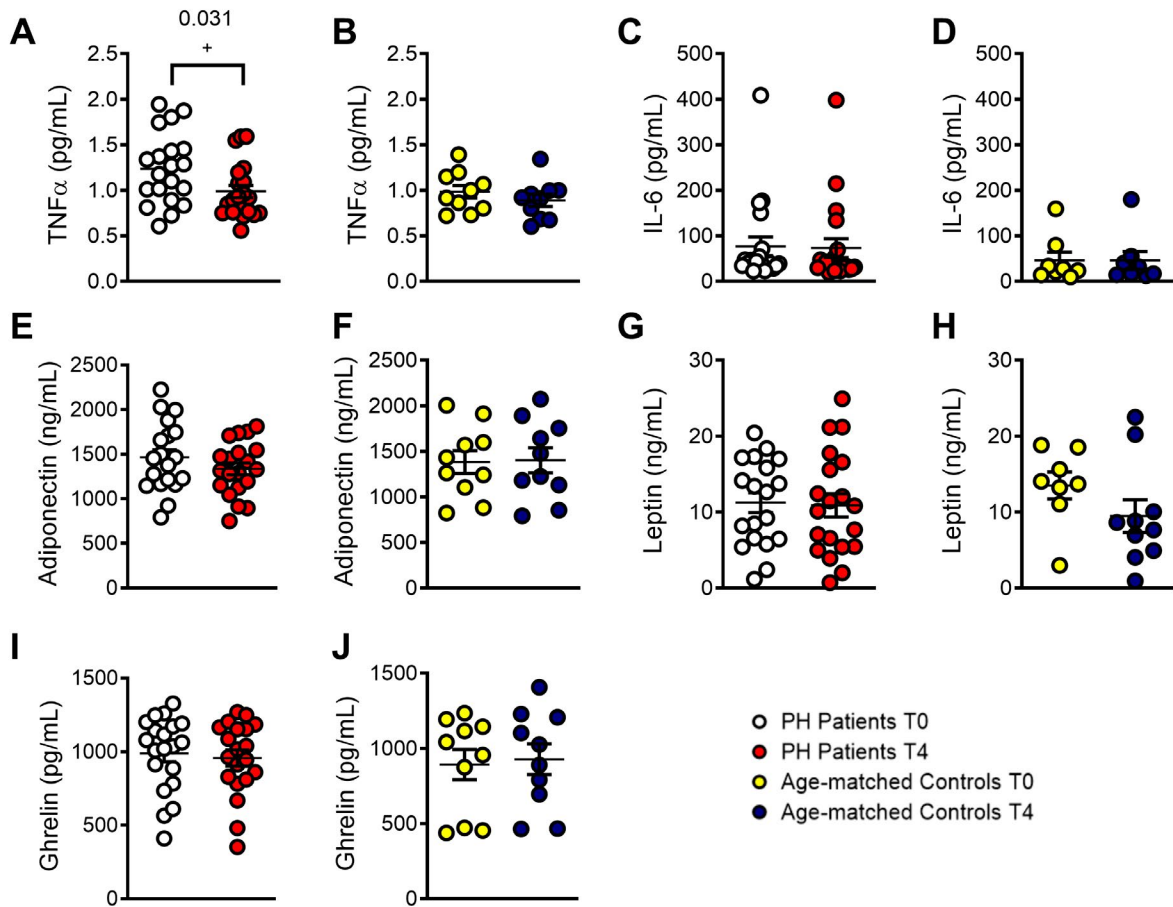 0.031
+
A
TNFα (pg/mL)
2.5
2.0
1.5
1.0
0.5
0.0
B
TNFα (pg/mL)
2.5
2.0
1.5
1.0
0.5
0.0
C
IL-6 (pg/mL)
500
400
300
200
100
0
D
IL-6 (pg/mL)
500
400
300
200
100
0
E
Adiponectin (ng/mL)
2500
2000
1500
1000
500
0
F
Adiponectin (ng/mL)
2500
2000
1500
1000
500
0
G
Leptin (ng/mL)
30
20
10
0
H
Leptin (ng/mL)
30
20
10
0
I
Ghrelin (pg/mL)
1500
1000
500
0
J
Ghrelin (pg/mL)
1500
1000
500
0
PH Patients T0
PH Patients T4
Age-matched Controls T0
Age-matched Controls T4